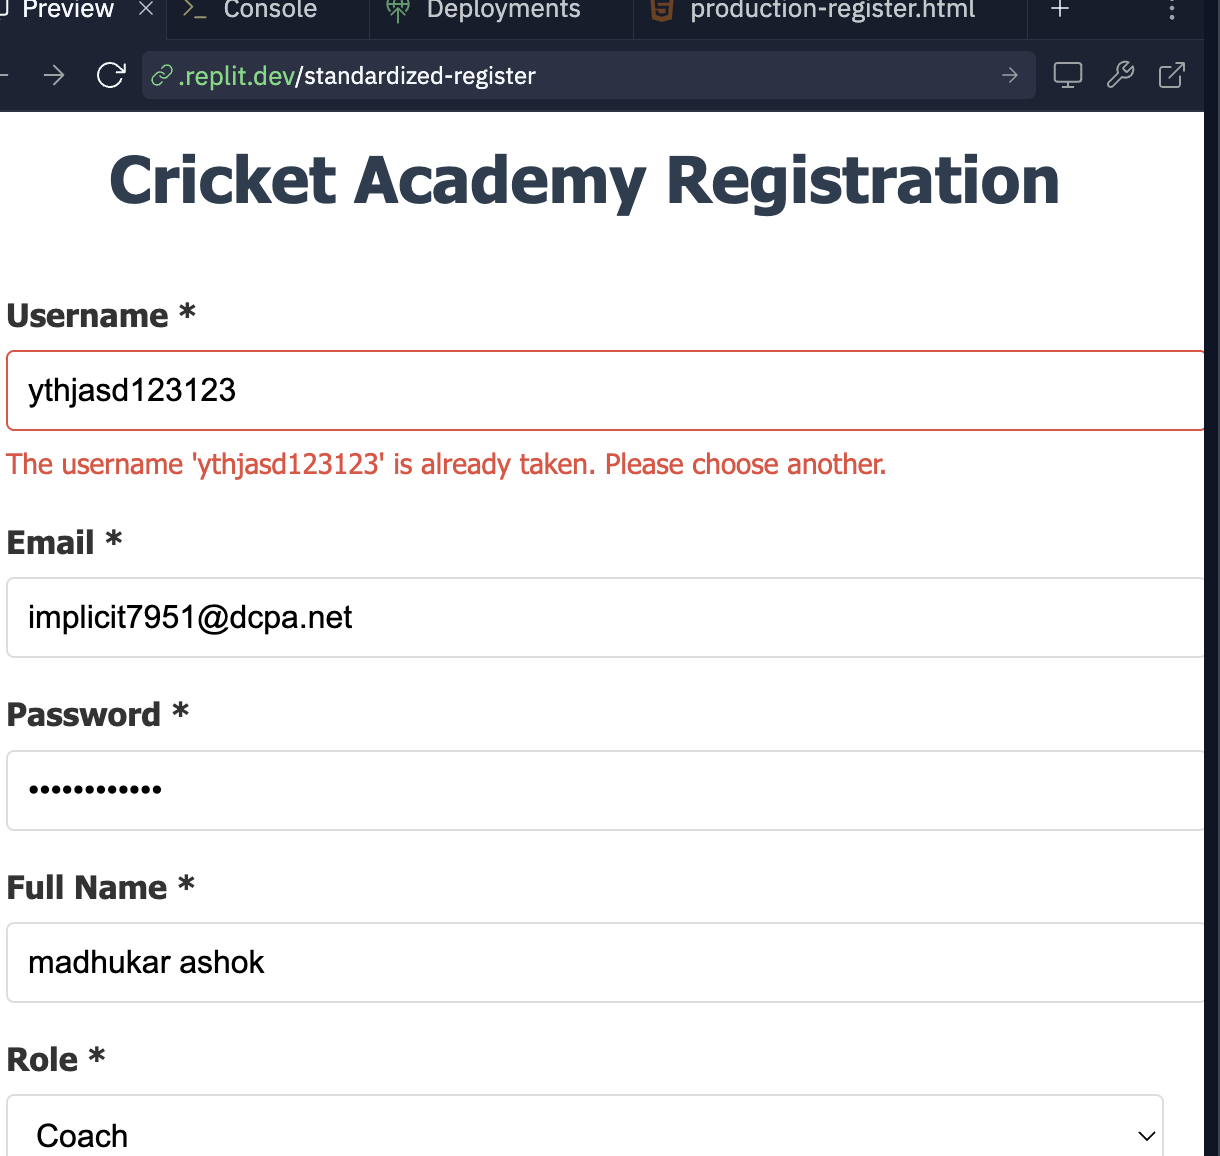 Preview
Console
Deployments
production-register.html
.replit.dev/standardized-register
Cricket Academy Registration
Username *
ythjasd123123
The username 'ythjasd123123' is already taken. Please choose another.
Email *
implicit7951@dcpa.net
Password *
Full Name *
madhukar ashok
Role *
Coach